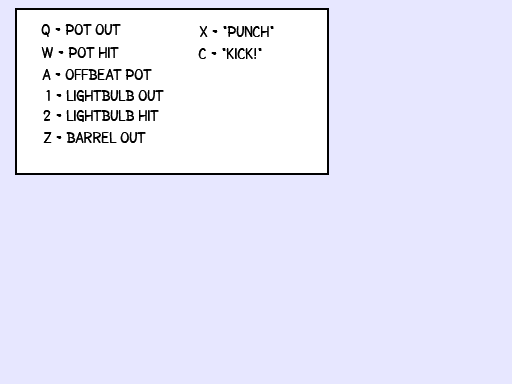 Q - POT OUT
W - POT HIT
A - OFFBEAT POT
1 - LIGHTBULB OUT
2 - LIGHTBULB HIT
Z - BARREL OUT
X - "PUNCH"
C - "KICK!"